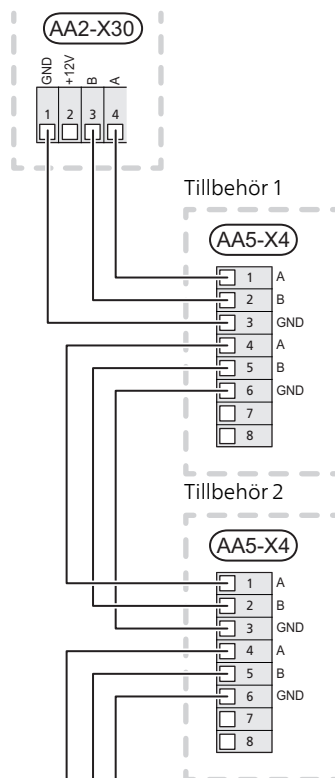 AA2-X30
GND +12V B A
1 2 3 4
Tillbehör 1
AA5-X4
1 A
2 B
3 GND
4 A
5 B
6 GND
7
8
Tillbehör 2
AA5-X4
1 A
2 B
3 GND
4 A
5 B
6 GND
7
8